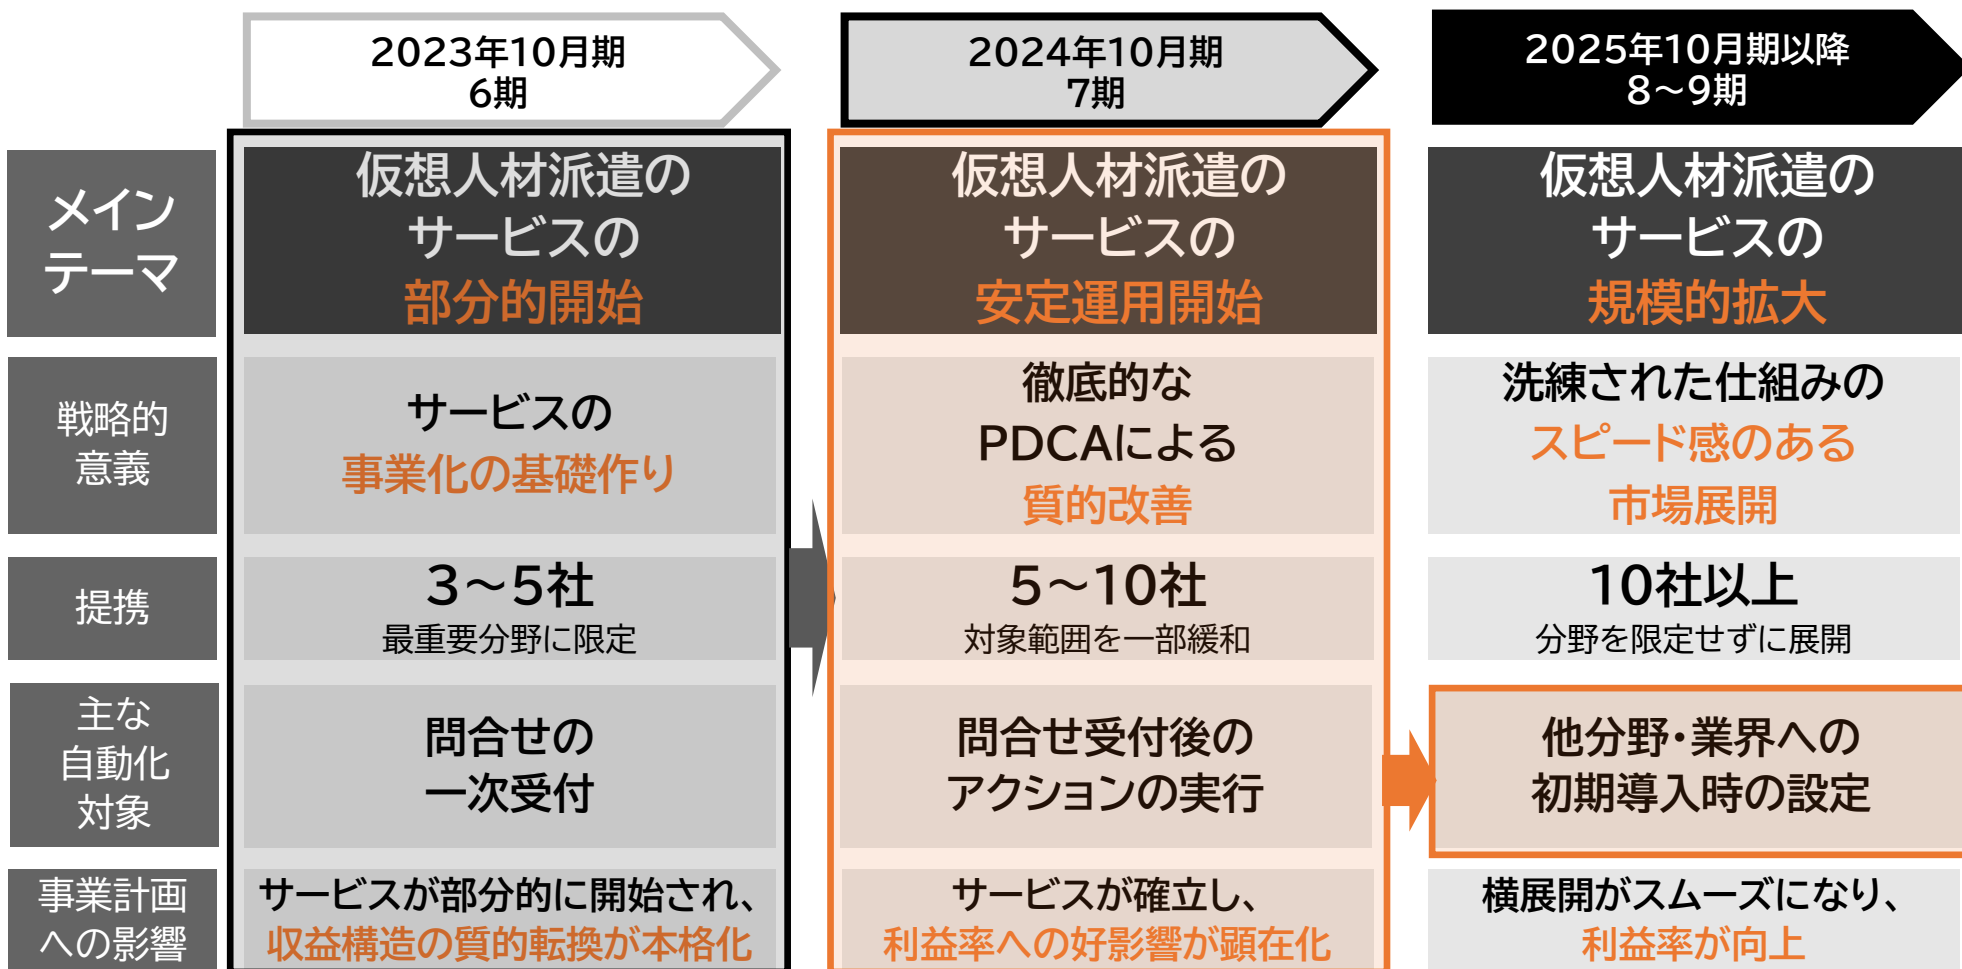 2023年10月期
6期
2024年10月期
7期
2025年10月期以降
8～9期
メイン
テーマ
仮想人材派遣の
サービスの
部分的開始
仮想人材派遣の
サービスの
安定運用開始
仮想人材派遣の
サービスの
規模的拡大
戦略的
意義
サービスの
事業化の基礎作り
徹底的な
PDCAによる
質的改善
洗練された仕組みの
スピード感のある
市場展開
提携
3～5社
最重要分野に限定
5～10社
対象範囲を一部緩和
10社以上
分野を限定せずに展開
主な
自動化
対象
問合せの
一次受付
問合せ受付後の
アクションの実行
他分野・業界への
初期導入時の設定
事業計画
への影響
サービスが部分的に開始され、
収益構造の質的転換が本格化
サービスが確立し、
利益率への好影響が顕在化
横展開がスムーズになり、
利益率が向上